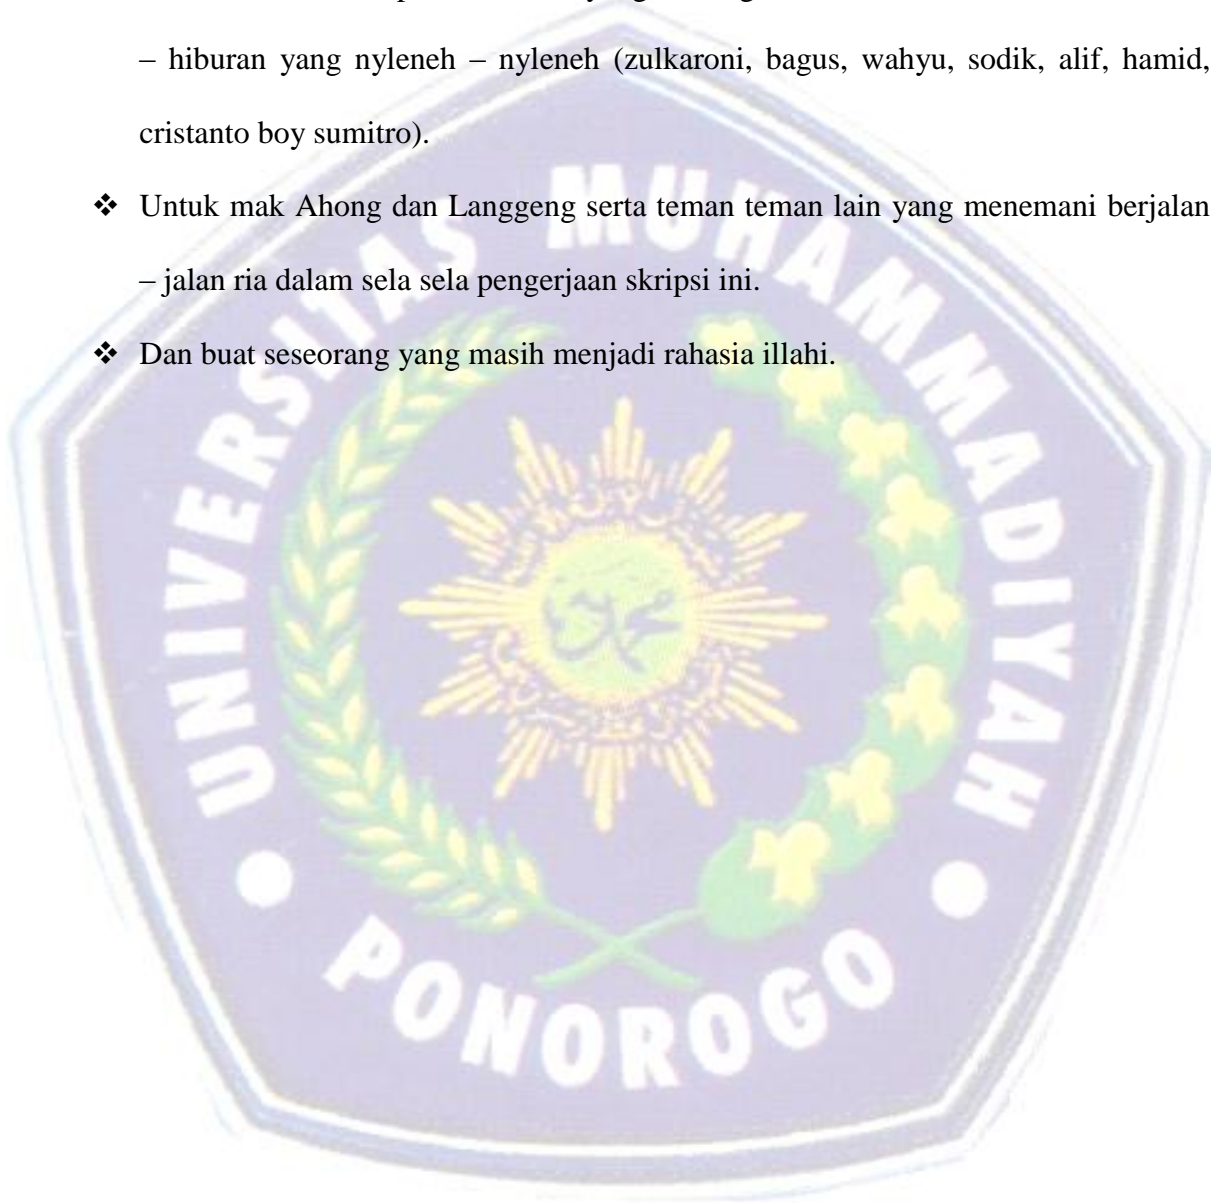 – hiburan yang nyleneh – nyleneh (zulkaroni, bagus, wahyu, sodik, alif, hamid,
cristanto boy sumitro).
❖ Untuk mak Ahong dan Langgeng serta teman teman lain yang menemani berjalan
– jalan ria dalam sela sela pengerjaan skripsi ini.
❖ Dan buat seseorang yang masih menjadi rahasia illahi.
UNIVERSITAS MUHAMMADIYAH
PONOROGO